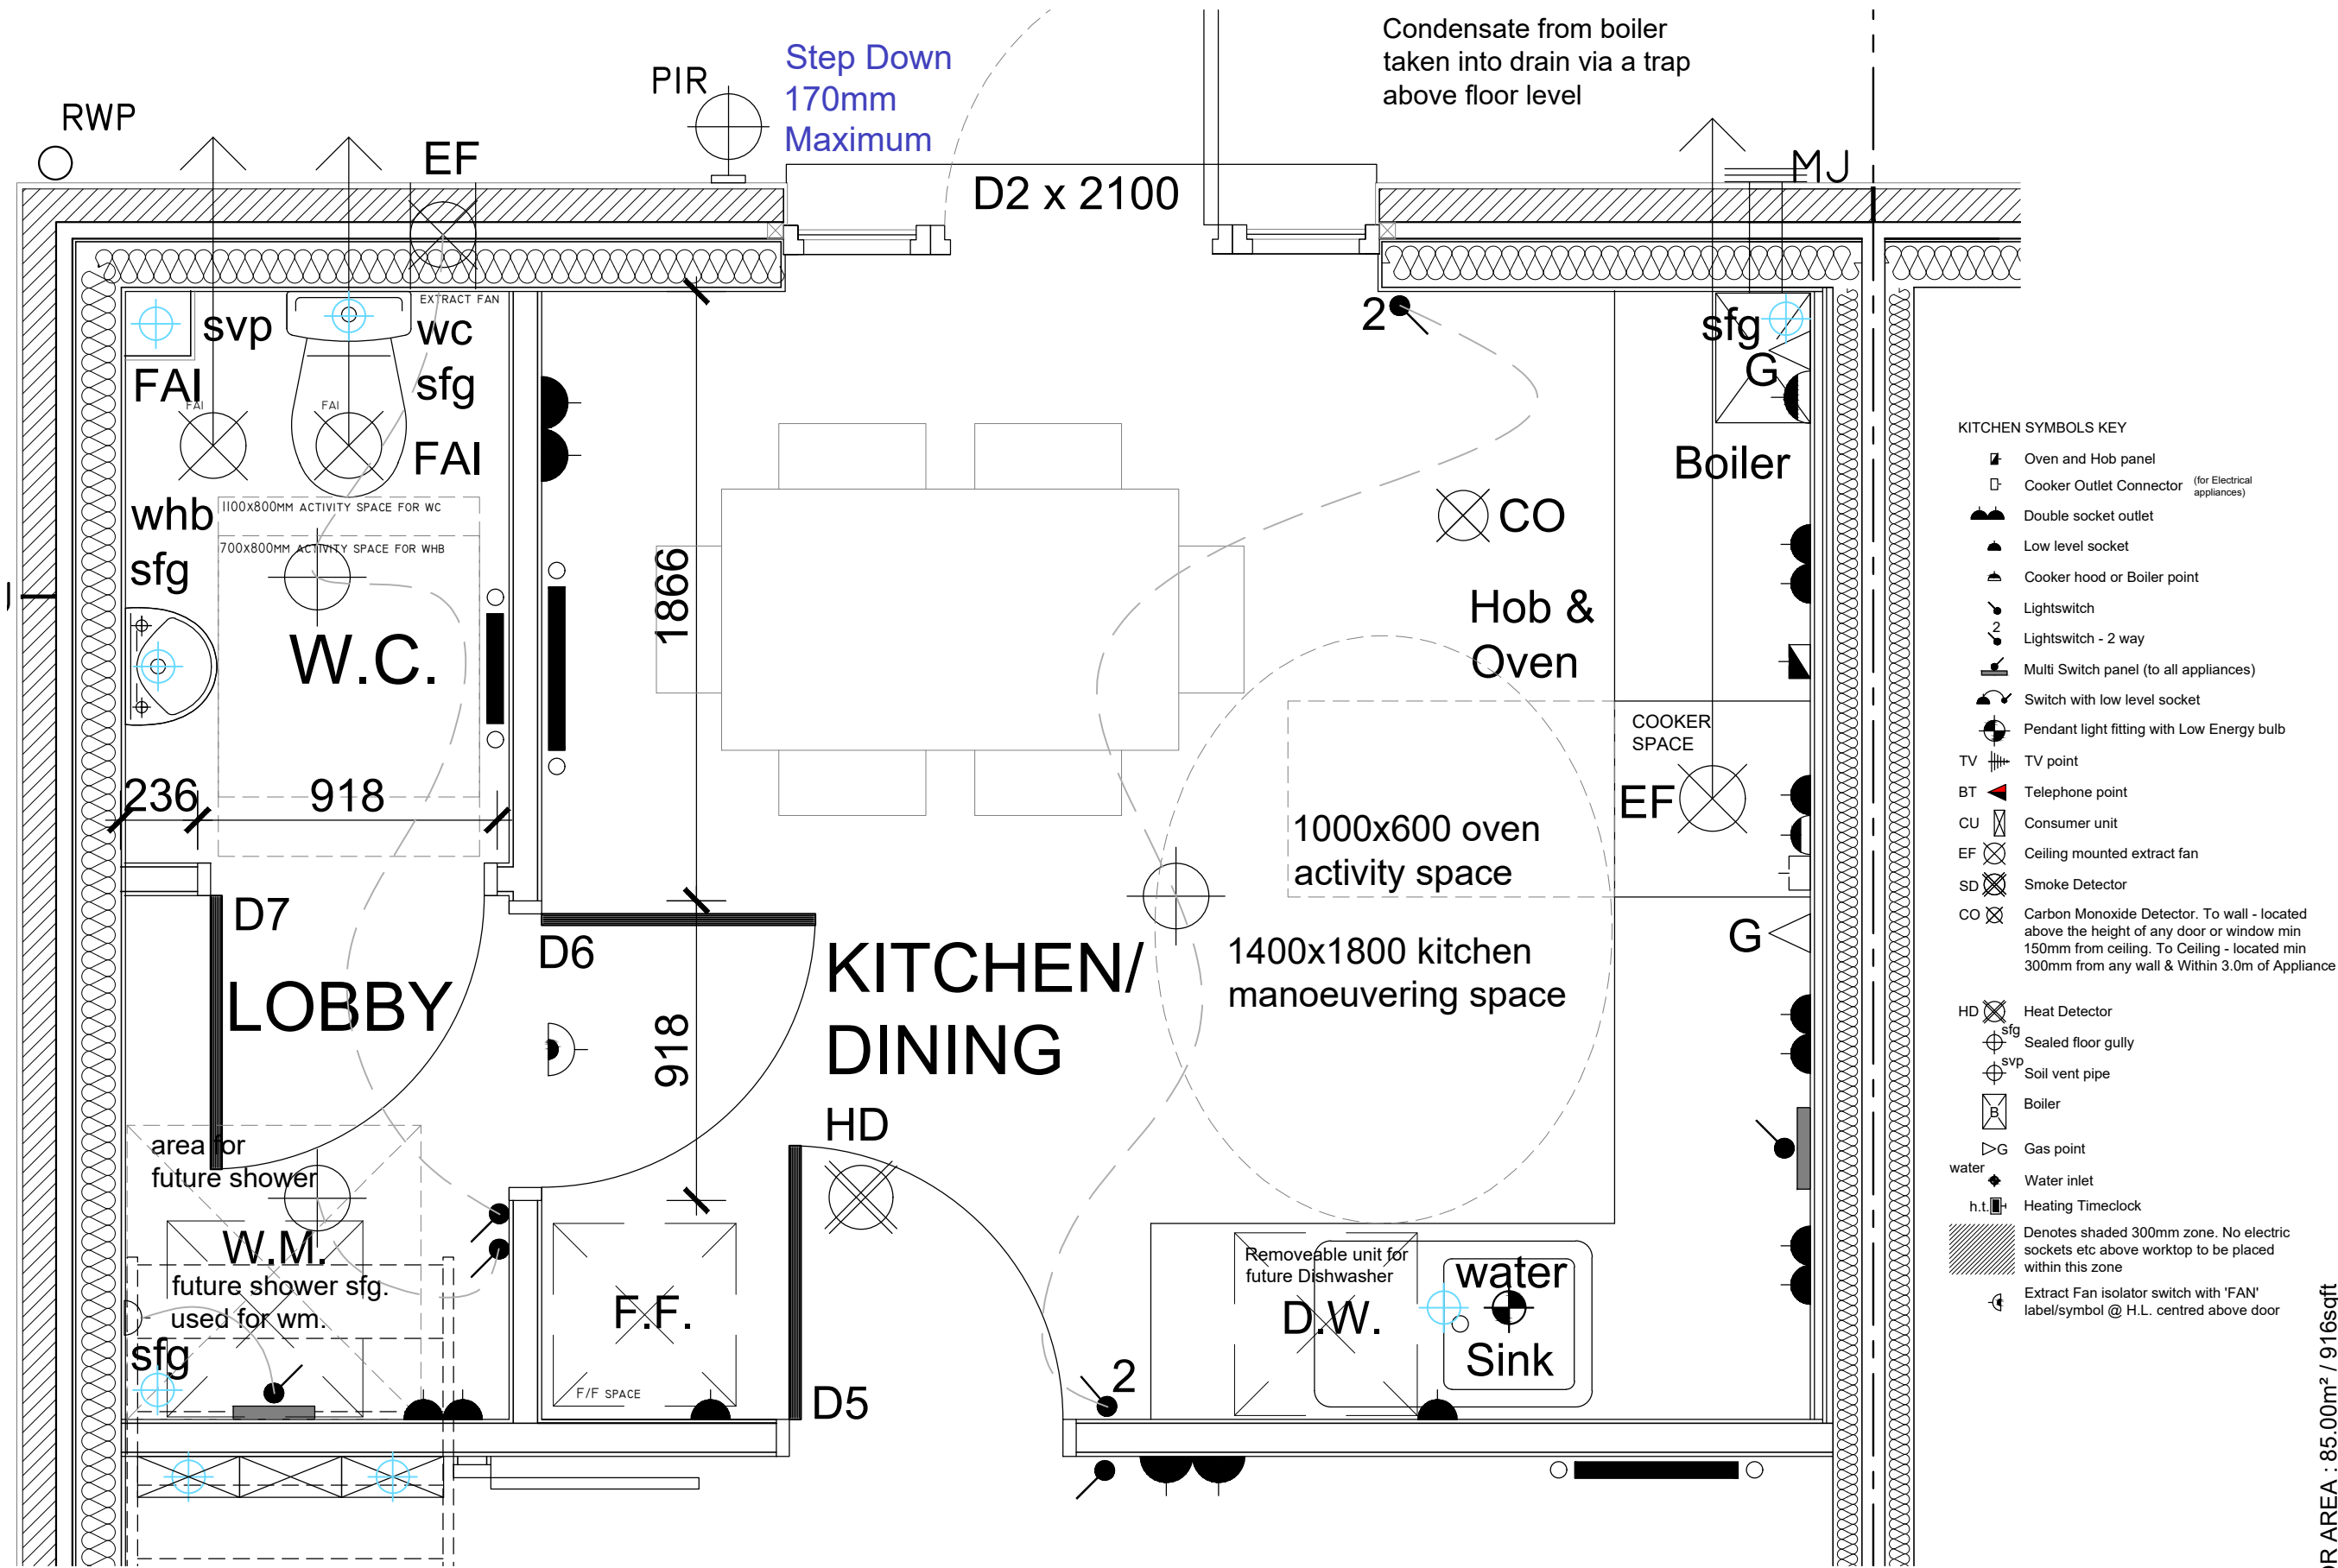 Condensate from boiler
taken into drain via a trap
above floor level
Step Down
170mm
Maximum
PIR
RWP
EF
MJ
D2 x 2100
EXTRACT FAN
svp
wc
sfg
FAI
FAI
FAI
FAI
2
sfg
G
Boiler
CO
whb
sfg
1100X800MM ACTIVITY SPACE FOR WC
700X800MM ACTIVITY SPACE FOR WHB
W.C.
1866
Hob &
Oven
COOKER
SPACE
EF
236
918
1000x600 oven
activity space
D7
D6
LOBBY
KITCHEN/
DINING
1400x1800 kitchen
manoeuvering space
G
918
HD
area for
future shower
W.M.
future shower sfg.
used for wm.
sfg
F.F.
F/F SPACE
D5
2
Removeable unit for
future Dishwasher
D.W.
water
Sink
KITCHEN SYMBOLS KEY
Oven and Hob panel
Cooker Outlet Connector (for Electrical
appliances)
Double socket outlet
Low level socket
Cooker hood or Boiler point
Lightswitch
2
Lightswitch - 2 way
Multi Switch panel (to all appliances)
Switch with low level socket
Pendant light fitting with Low Energy bulb
TV TV point
BT Telephone point
CU Consumer unit
EF Ceiling mounted extract fan
SD Smoke Detector
CO Carbon Monoxide Detector. To wall - located
above the height of any door or window min
150mm from ceiling. To Ceiling - located min
300mm from any wall & Within 3.0m of Appliance
HD Heat Detector
sfg
Sealed floor gully
svp
Soil vent pipe
B Boiler
G Gas point
water
Water inlet
h.t. Heating Timeclock
Denotes shaded 300mm zone. No electric
sockets etc above worktop to be placed
within this zone
Extract Fan isolator switch with 'FAN'
label/symbol @ H.L. centred above door
AREA : 85.00m² / 916sqft